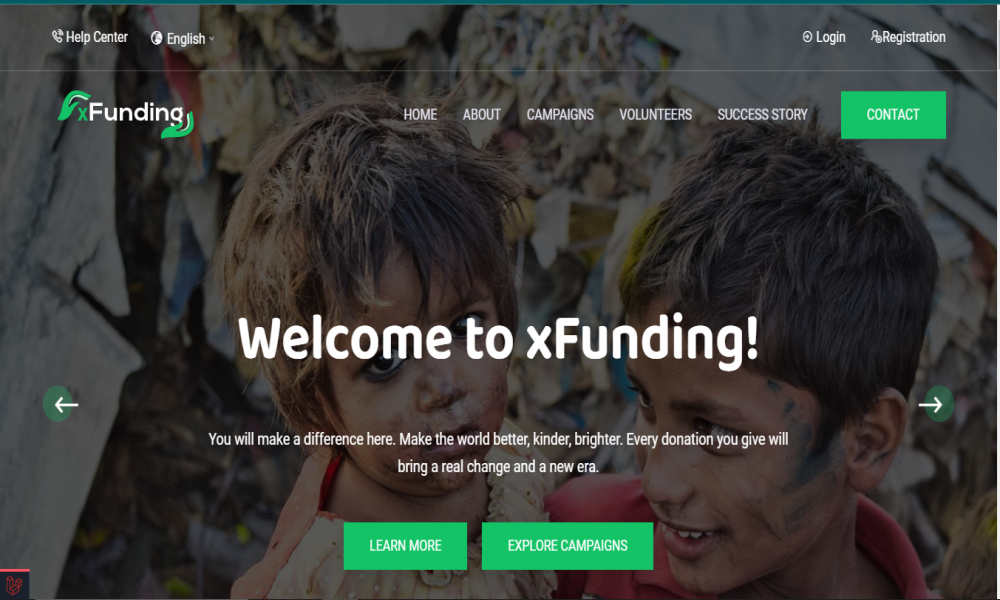 Help Center
English
Login
Registration
xFunding
HOME
ABOUT
CAMPAIGNS
VOLUNTEERS
SUCCESS STORY
CONTACT
Welcome to xFunding!
You will make a difference here. Make the world better, kinder, brighter. Every donation you give will
bring a real change and a new era.
LEARN MORE
EXPLORE CAMPAIGNS